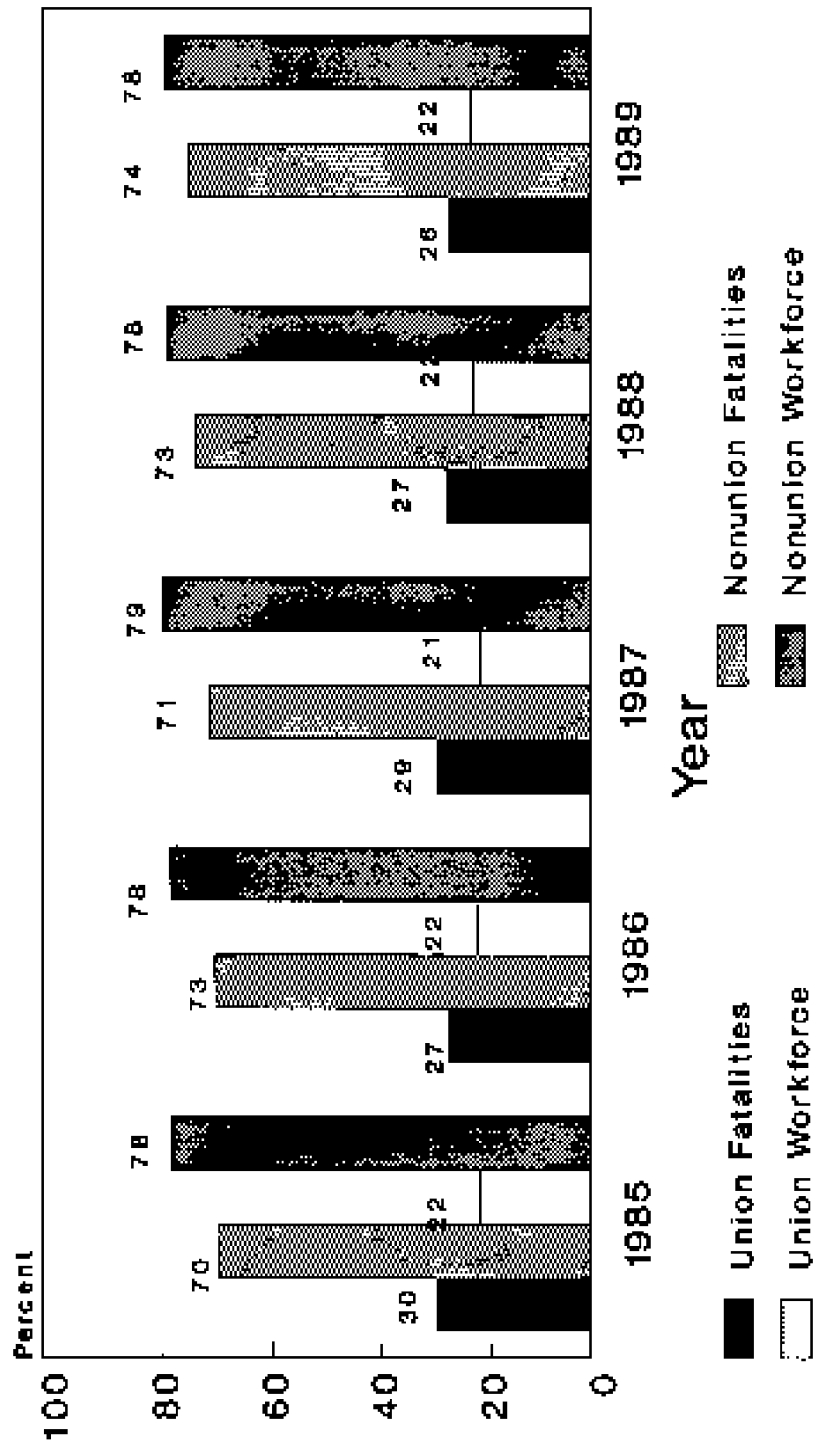 Percent
100
80
60
40
20
0
30 70 22 78
27 73 22 78
29 71 21 79
27 73 22 78
26 74 22 78
1985 1986 1987 1988 1989
Year
Union Fatalities Nonunion Fatalities
Union Workforce Nonunion Workforce